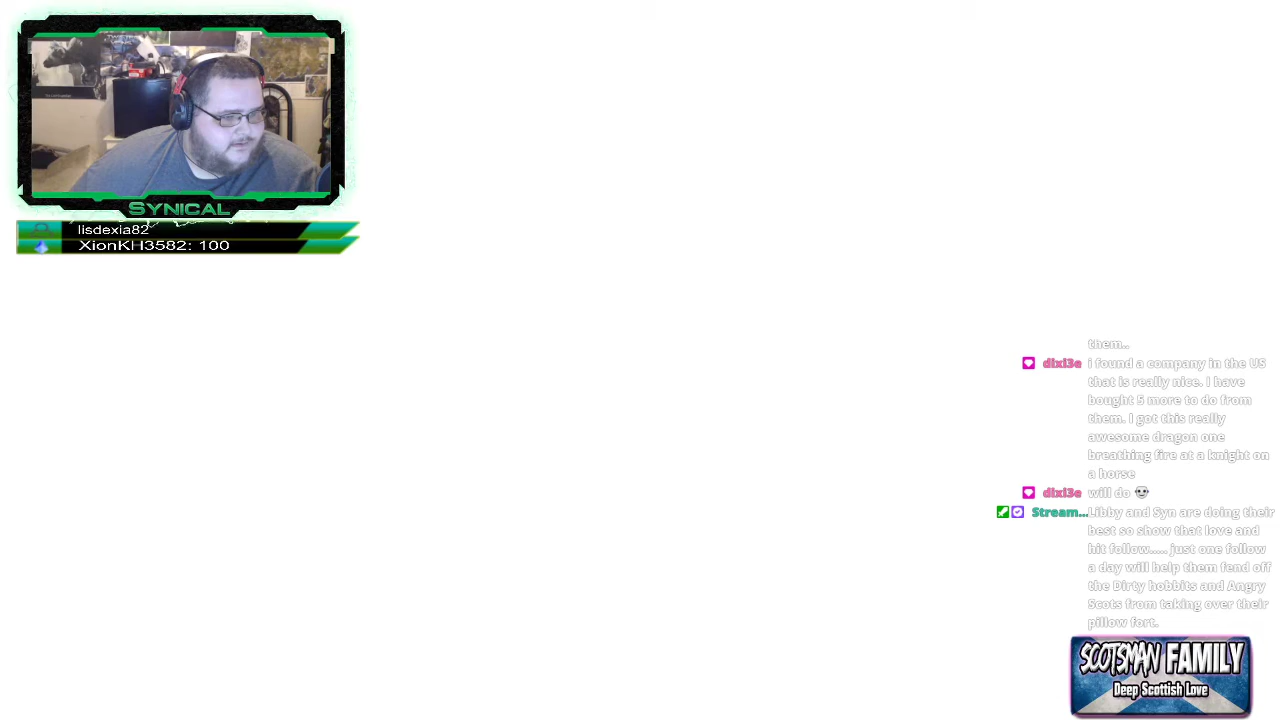 SYNICAL
lisdexia82
XionKH3582: 100
them..
dixi3e i found a company in the US
that is really nice. I have
bought 5 more to do from
them. I got this really
awesome dragon one
breathing fire at a knight on
a horse
dixi3e will do
Stream... Libby and Syn are doing their
best so show that love and
hit follow..... just one follow
a day will help them fend off
the Dirty hobbits and Angry
Scots from taking over their
pillow fort.
SCOTSMAN FAMILY
Deep Scottish Love